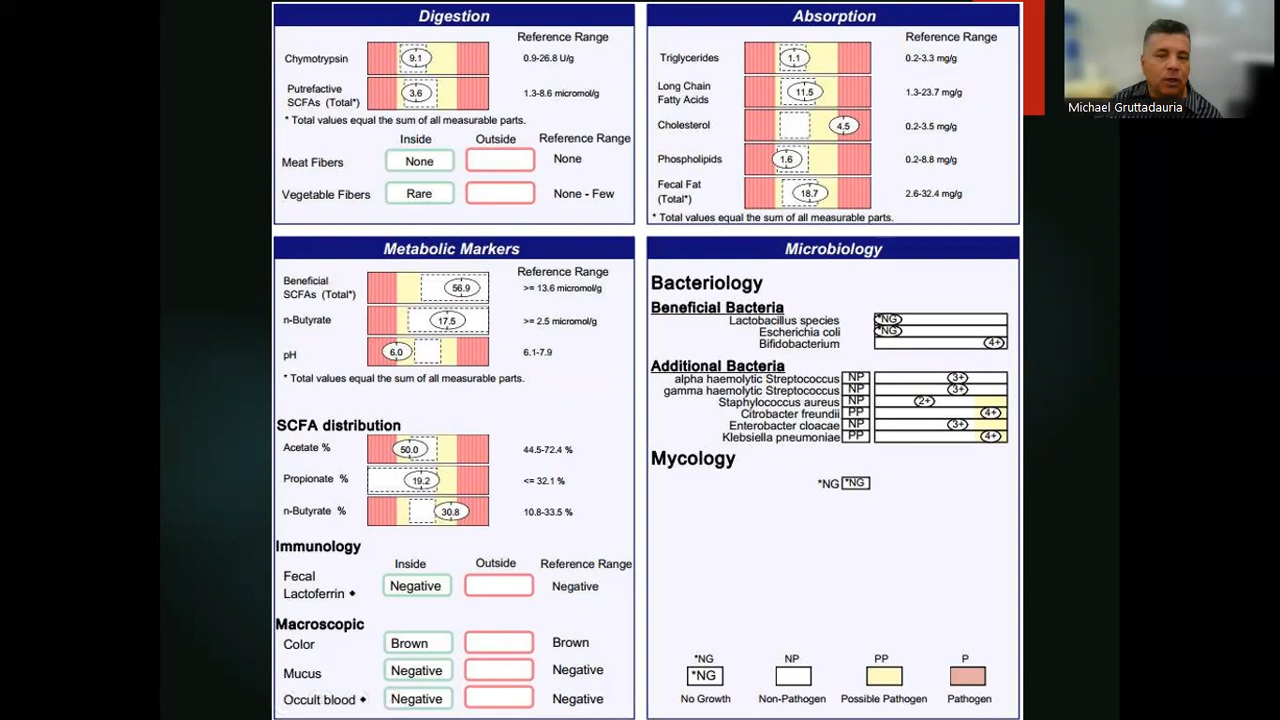 Digestion
Reference Range
Chymotrypsin 9.1 0.9-26.8 U/g
Putrefactive
SCFAs (Total*) 3.6 1.3-8.6 micromol/g
* Total values equal the sum of all measurable parts.
Inside Outside Reference Range
Meat Fibers None None
Vegetable Fibers Rare None - Few
Absorption
Reference Range
Triglycerides 1.1 0.2-3.3 mg/g
Long Chain
Fatty Acids 11.5 1.3-23.7 mg/g
Cholesterol 4.5 0.2-3.5 mg/g
Phospholipids 1.6 0.2-8.8 mg/g
Fecal Fat
(Total*) 18.7 2.6-32.4 mg/g
* Total values equal the sum of all measurable parts.
Metabolic Markers
Reference Range
Beneficial
SCFAs (Total*) 56.9 >= 13.6 micromol/g
n-Butyrate 17.5 >= 2.5 micromol/g
pH 6.0 6.1-7.9
* Total values equal the sum of all measurable parts.
SCFA distribution
Acetate % 50.0 44.5-72.4 %
Propionate % 19.2 <= 32.1 %
n-Butyrate % 30.8 10.8-33.5 %
Immunology
Inside Outside Reference Range
Fecal
Lactoferrin ♦ Negative Negative
Macroscopic
Color Brown Brown
Mucus Negative Negative
Occult blood ♦ Negative Negative
Microbiology
Bacteriology
Beneficial Bacteria
Lactobacillus species *NG
Escherichia coli *NG
Bifidobacterium 4+
Additional Bacteria
alpha haemolytic Streptococcus NP 3+
gamma haemolytic Streptococcus NP 3+
Staphylococcus aureus NP 2+
Citrobacter freundii PP 4+
Enterobacter cloacae NP 3+
Klebsiella pneumoniae PP 4+
Mycology
*NG *NG
*NG NP PP P
*NG
No Growth Non-Pathogen Possible Pathogen Pathogen
Michael Gruttadauria